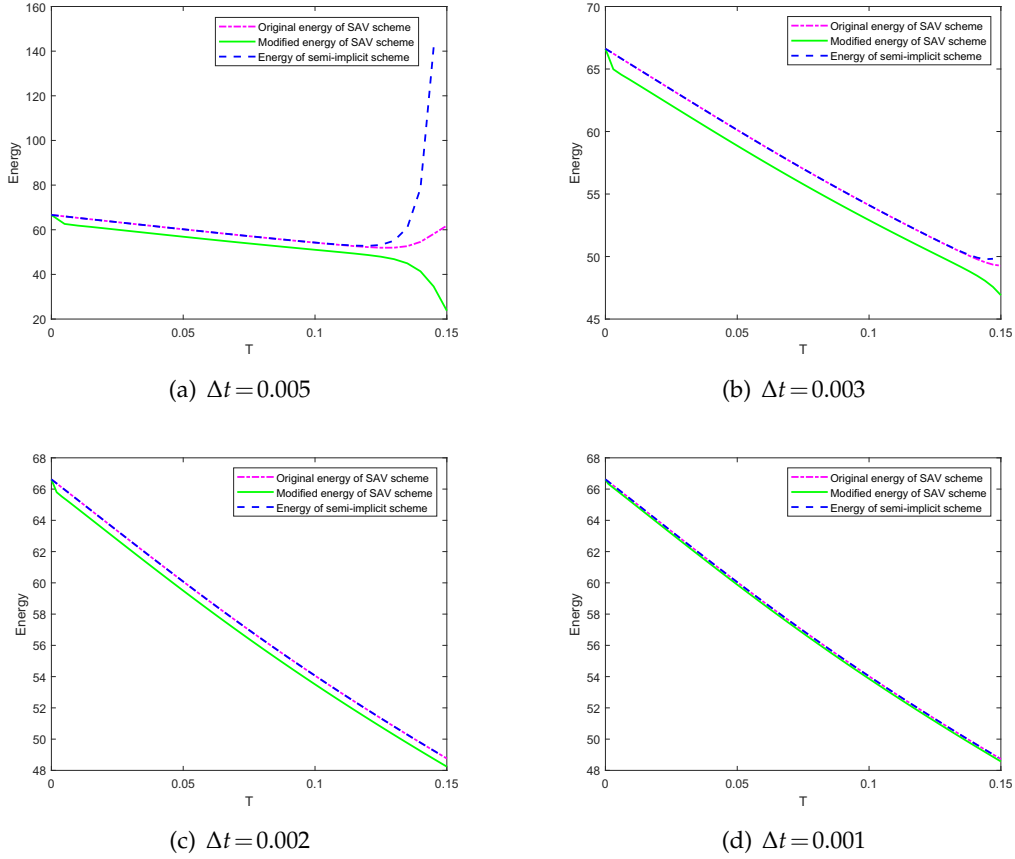 160
140
120
100
80
60
40
20
Energy
0
0.05
0.1
0.15
T
Original energy of SAV scheme
Modified energy of SAV scheme
Energy of semi-implicit scheme
(a) Δt=0.005
70
65
60
55
50
45
Energy
0
0.05
0.1
0.15
T
Original energy of SAV scheme
Modified energy of SAV scheme
Energy of semi-implicit scheme
(b) Δt=0.003
68
66
64
62
60
58
56
54
52
50
48
Energy
0
0.05
0.1
0.15
T
Original energy of SAV scheme
Modified energy of SAV scheme
Energy of semi-implicit scheme
(c) Δt=0.002
68
66
64
62
60
58
56
54
52
50
48
Energy
0
0.05
0.1
0.15
T
Original energy of SAV scheme
Modified energy of SAV scheme
Energy of semi-implicit scheme
(d) Δt=0.001